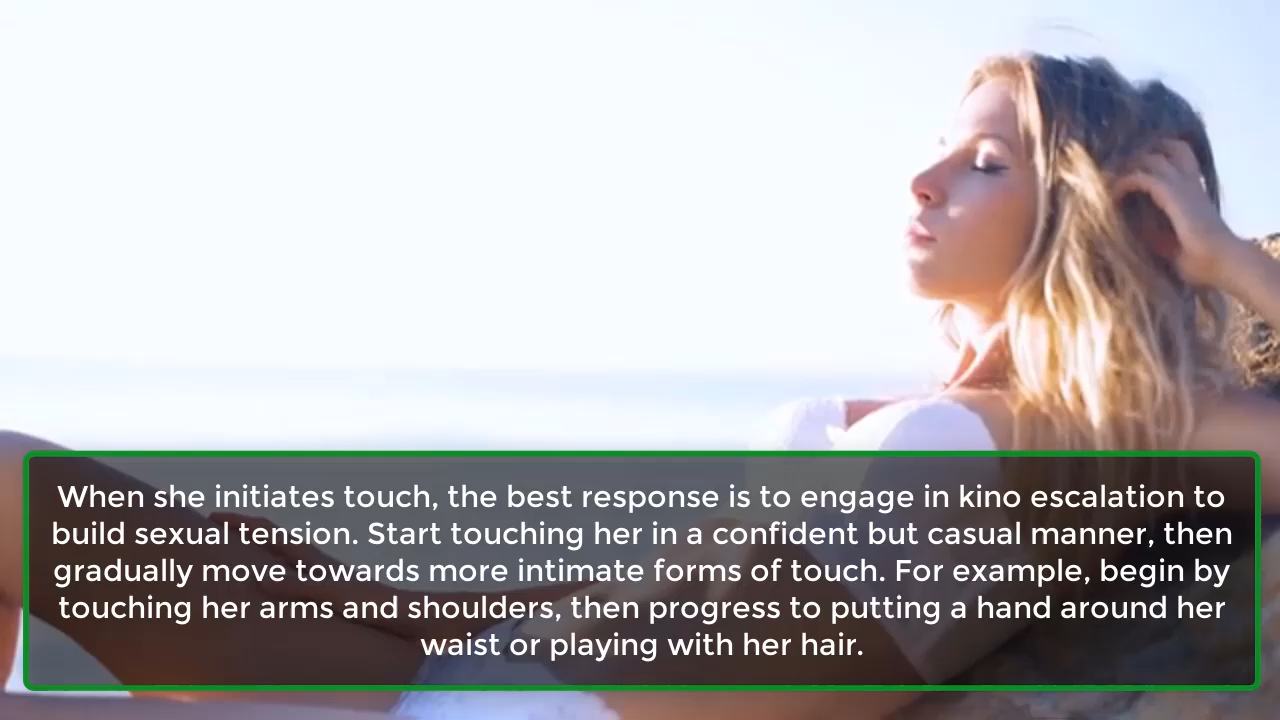 When she initiates touch, the best response is to engage in kino escalation to
build sexual tension. Start touching her in a confident but casual manner, then
gradually move towards more intimate forms of touch. For example, begin by
touching her arms and shoulders, then progress to putting a hand around her
waist or playing with her hair.